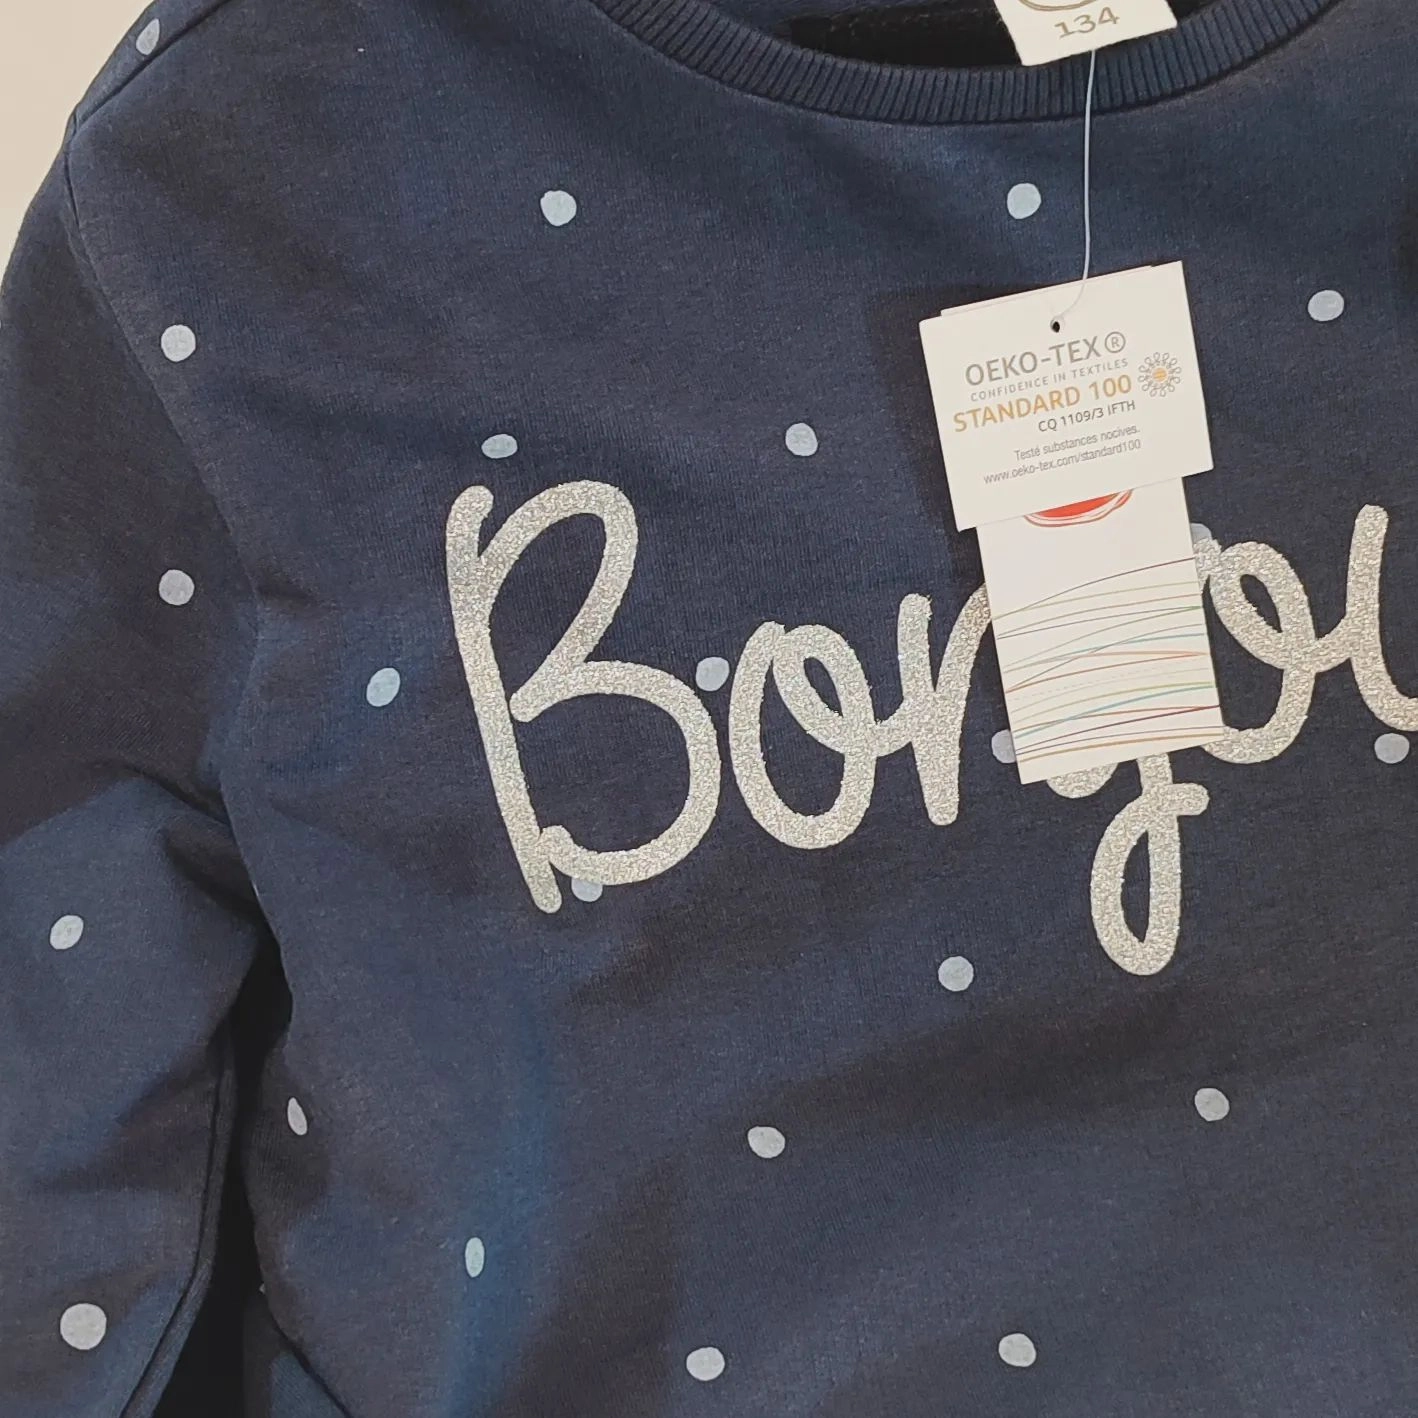 134
OEKO-TEX®
CONFIDENCE IN TEXTILES
STANDARD 100
CQ 1109/3 IFTH
Testé substances nocives.
www.oeko-tex.com/standard100
Bonjou